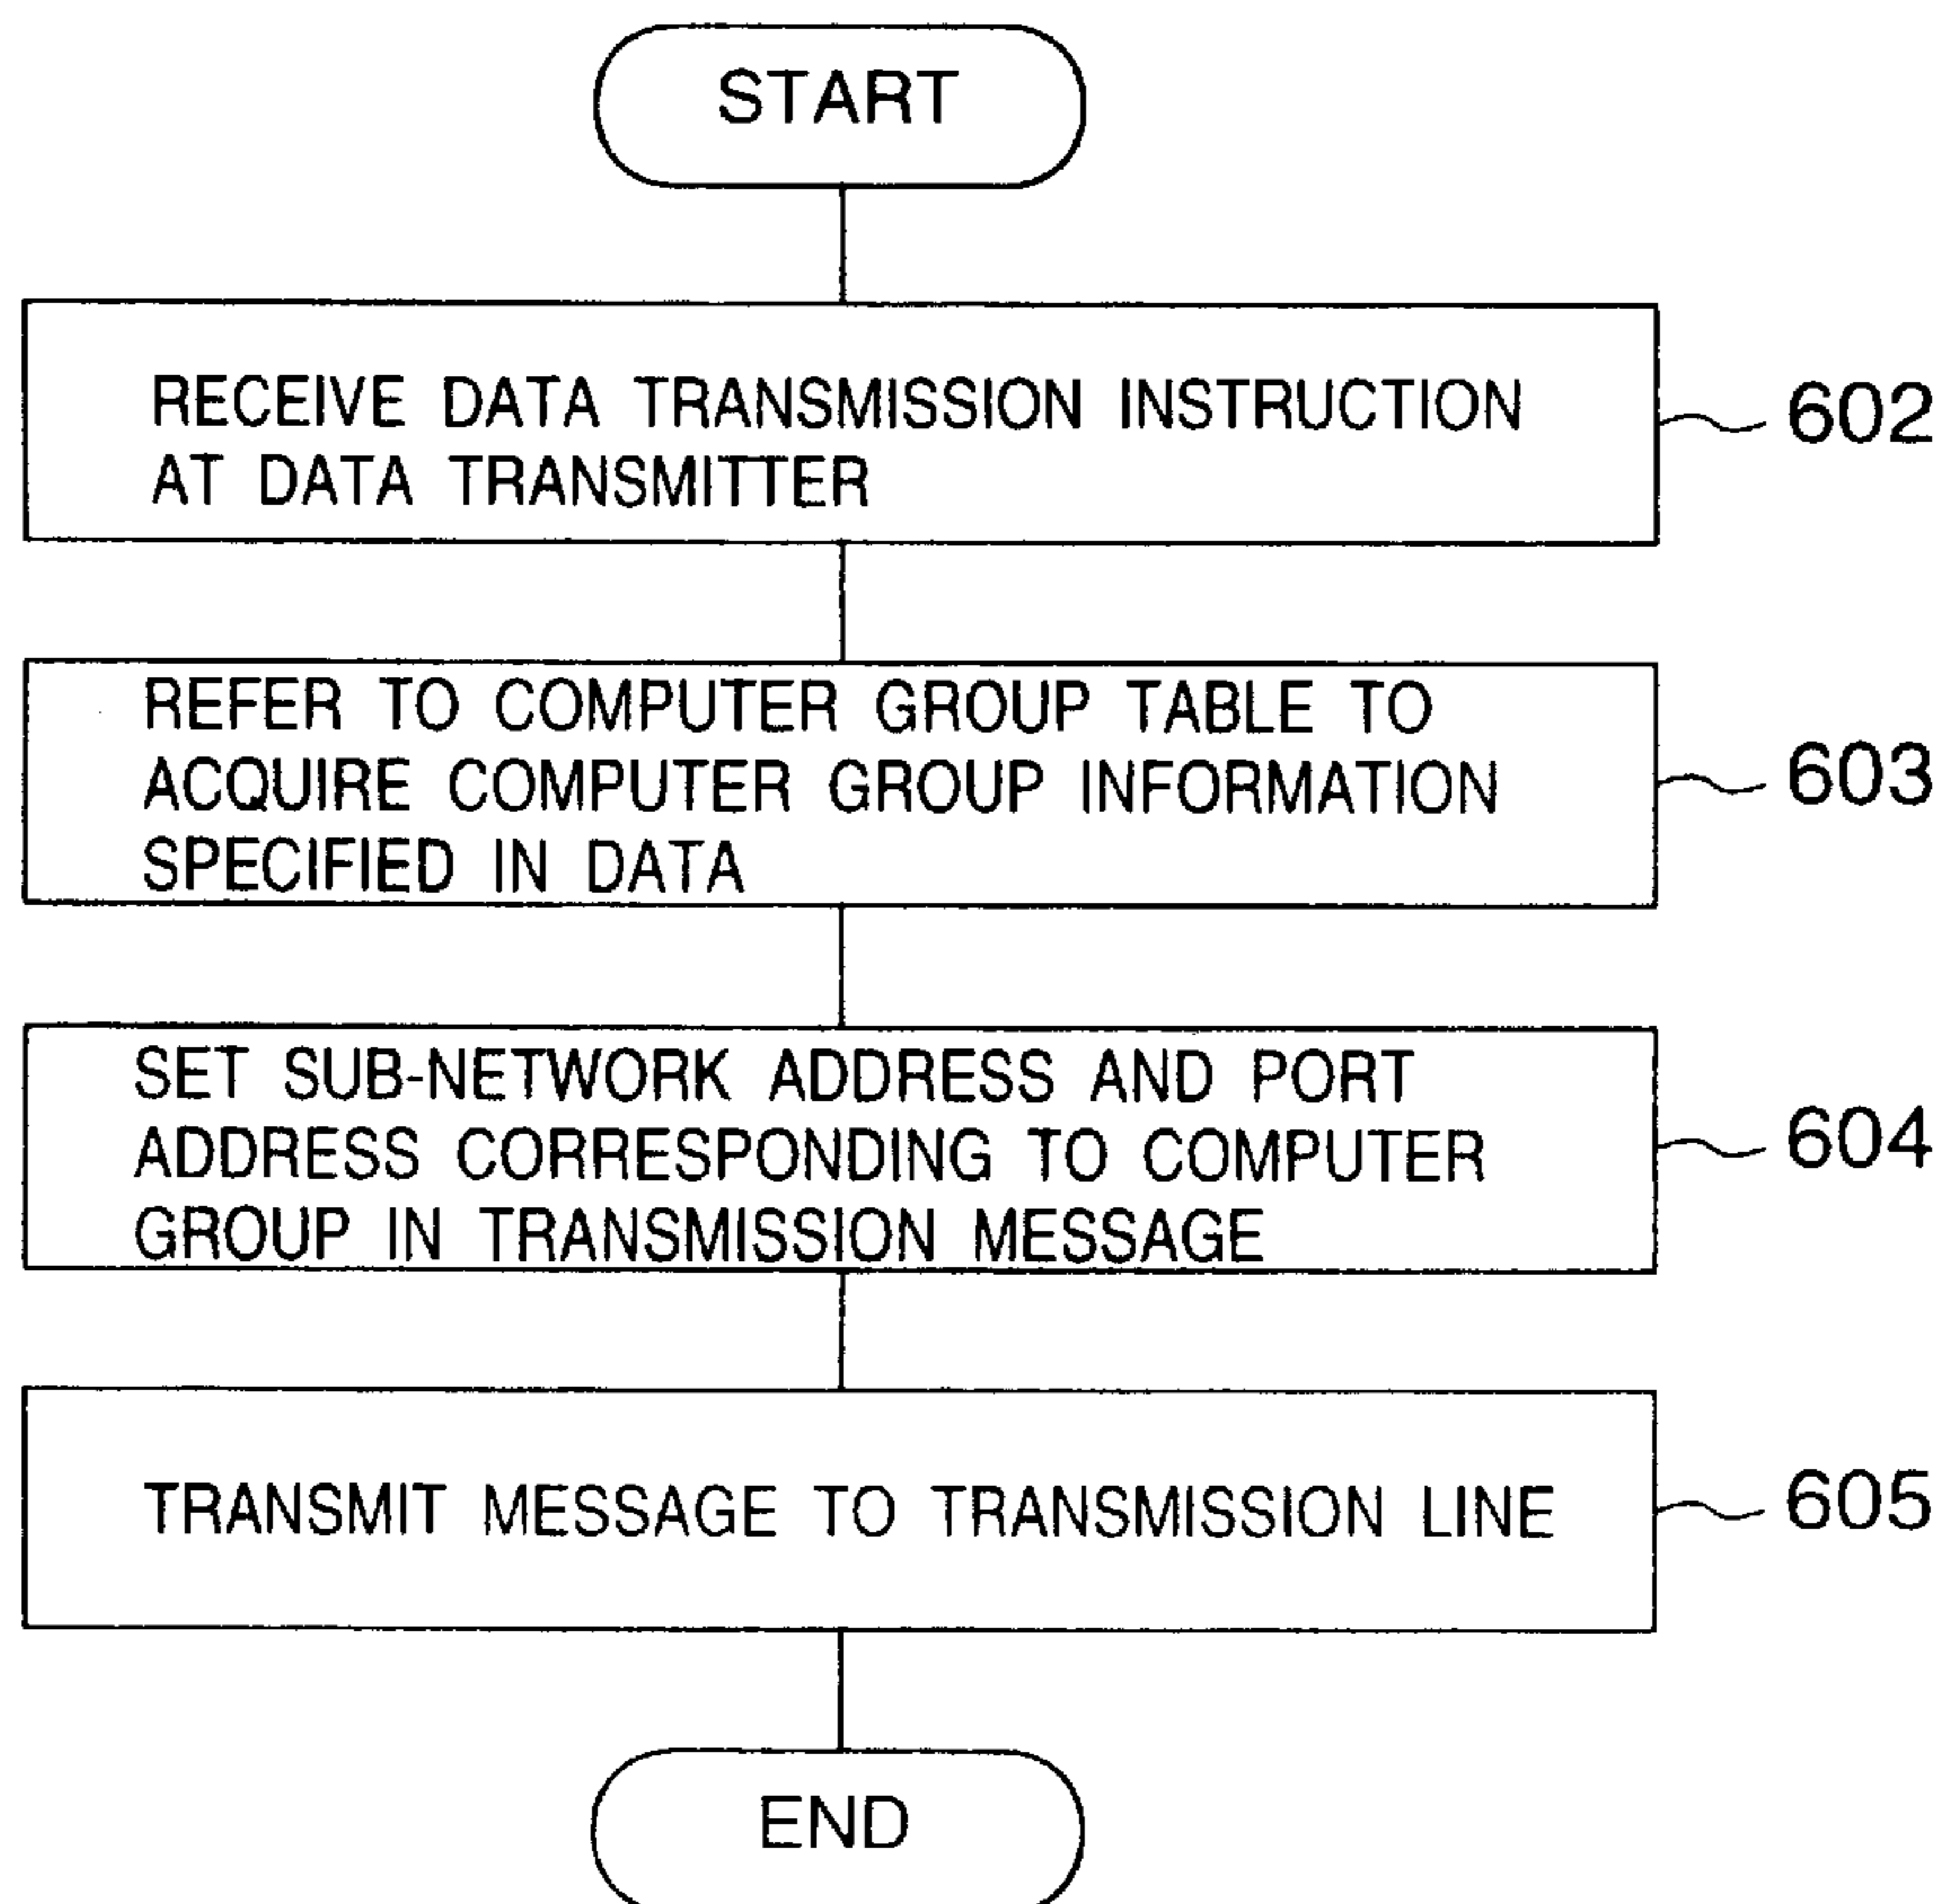 START
RECEIVE DATA TRANSMISSION INSTRUCTION
AT DATA TRANSMITTER
602
REFER TO COMPUTER GROUP TABLE TO
ACQUIRE COMPUTER GROUP INFORMATION
SPECIFIED IN DATA
603
SET SUB-NETWORK ADDRESS AND PORT
ADDRESS CORRESPONDING TO COMPUTER
GROUP IN TRANSMISSION MESSAGE
604
TRANSMIT MESSAGE TO TRANSMISSION LINE
605
END